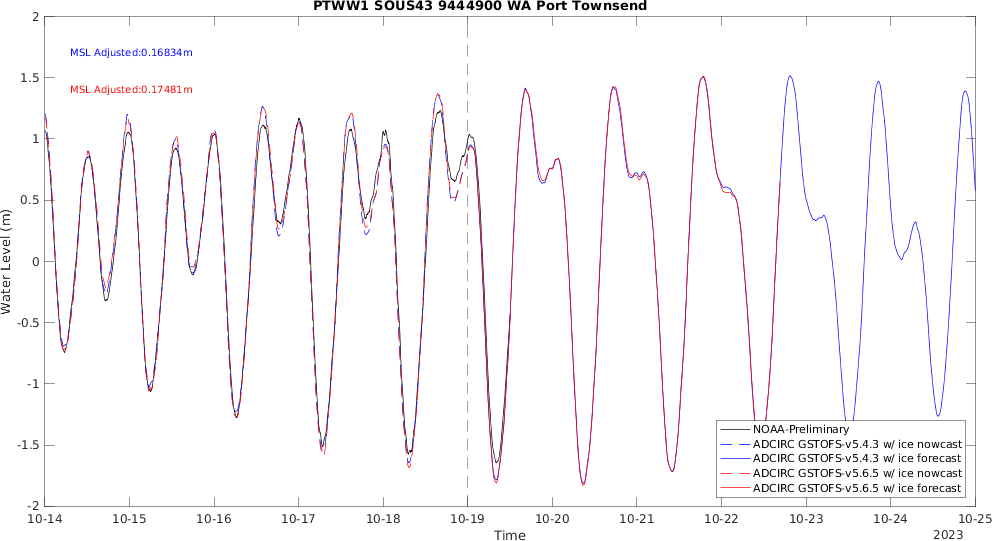 PTWW1 SOUS43 9444900 WA Port Townsend
MSL Adjusted:0.16834m
MSL Adjusted:0.17481m
Water Level (m)
2
1.5
1
0.5
0
-0.5
-1
-1.5
-2
NOAA-Preliminary
ADCIRC GSTOFS-v5.4.3 w/ ice nowcast
ADCIRC GSTOFS-v5.4.3 w/ ice forecast
ADCIRC GSTOFS-v5.6.5 w/ ice nowcast
ADCIRC GSTOFS-v5.6.5 w/ ice forecast
10-14 10-15 10-16 10-17 10-18 10-19 10-20 10-21 10-22 10-23 10-24 10-25
Time
2023